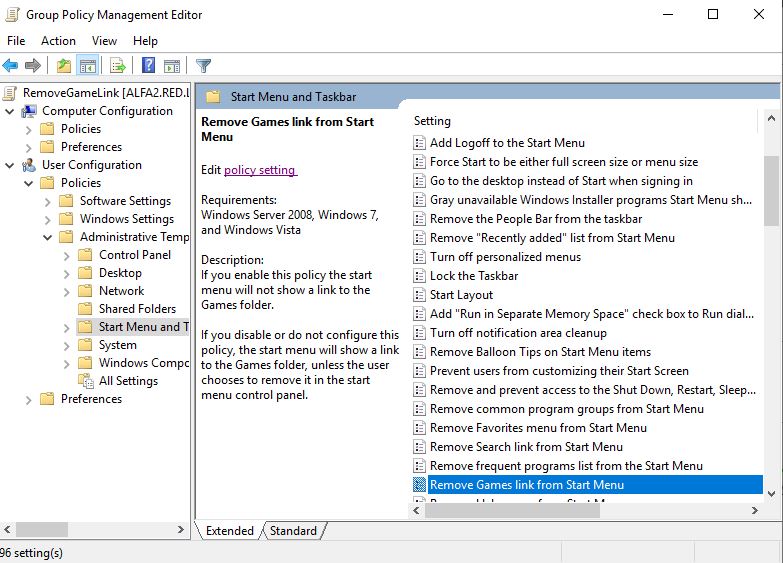 Group Policy Management Editor
File Action View Help
RemoveGameLink [ALFA2.RED.
Computer Configuration
Policies
Preferences
User Configuration
Policies
Software Settings
Windows Settings
Administrative Temp
Control Panel
Desktop
Network
Shared Folders
Start Menu and T
System
Windows Compo
All Settings
Preferences
Start Menu and Taskbar
Remove Games link from Start
Menu
Edit policy setting
Requirements:
Windows Server 2008, Windows 7,
and Windows Vista
Description:
If you enable this policy the start
menu will not show a link to the
Games folder.
If you disable or do not configure this
policy, the start menu will show a link
to the Games folder, unless the user
chooses to remove it in the start
menu control panel.
Setting
Add Logoff to the Start Menu
Force Start to be either full screen size or menu size
Go to the desktop instead of Start when signing in
Gray unavailable Windows Installer programs Start Menu sh...
Remove the People Bar from the taskbar
Remove "Recently added" list from Start Menu
Turn off personalized menus
Lock the Taskbar
Start Layout
Add "Run in Separate Memory Space" check box to Run dial...
Turn off notification area cleanup
Remove Balloon Tips on Start Menu items
Prevent users from customizing their Start Screen
Remove and prevent access to the Shut Down, Restart, Sleep...
Remove common program groups from Start Menu
Remove Favorites menu from Start Menu
Remove Search link from Start Menu
Remove frequent programs list from the Start Menu
Remove Games link from Start Menu
Extended Standard
96 setting(s)